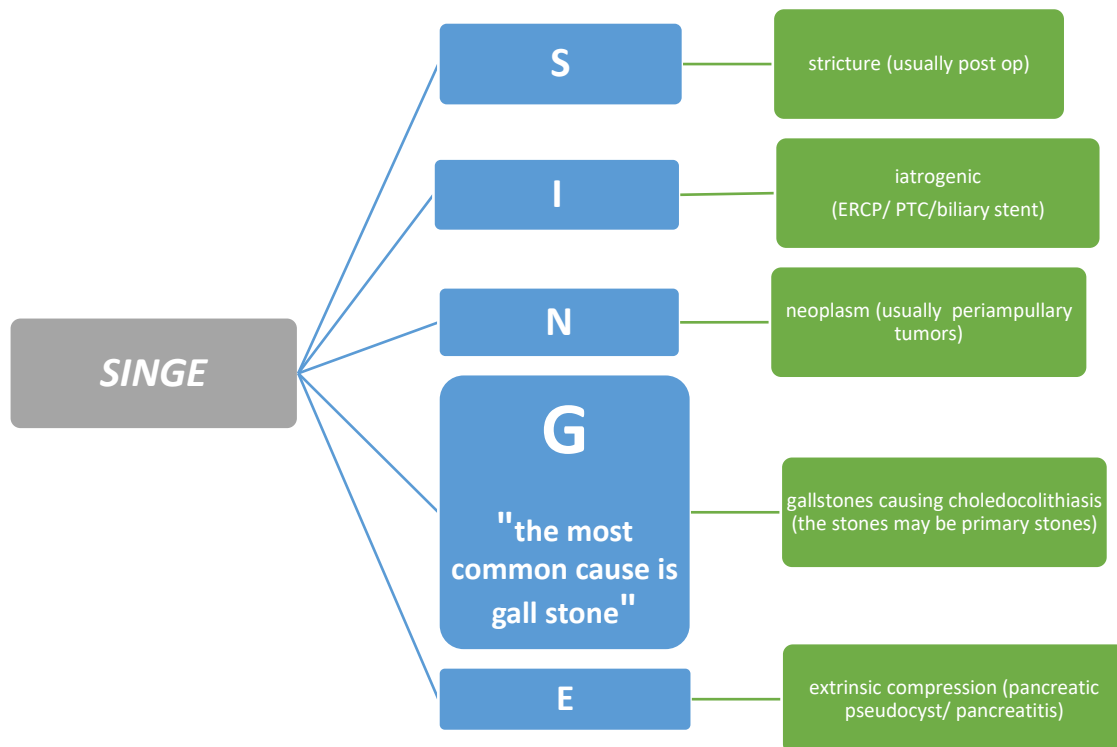 SINGE
S
stricture (usually post op)
I
iatrogenic
(ERCP/ PTC/biliary stent)
N
neoplasm (usually periampullary
tumors)
G
"the most
common cause is
gall stone"
gallstones causing choledocolithiasis
(the stones may be primary stones)
E
extrinsic compression (pancreatic
pseudocyst/ pancreatitis)